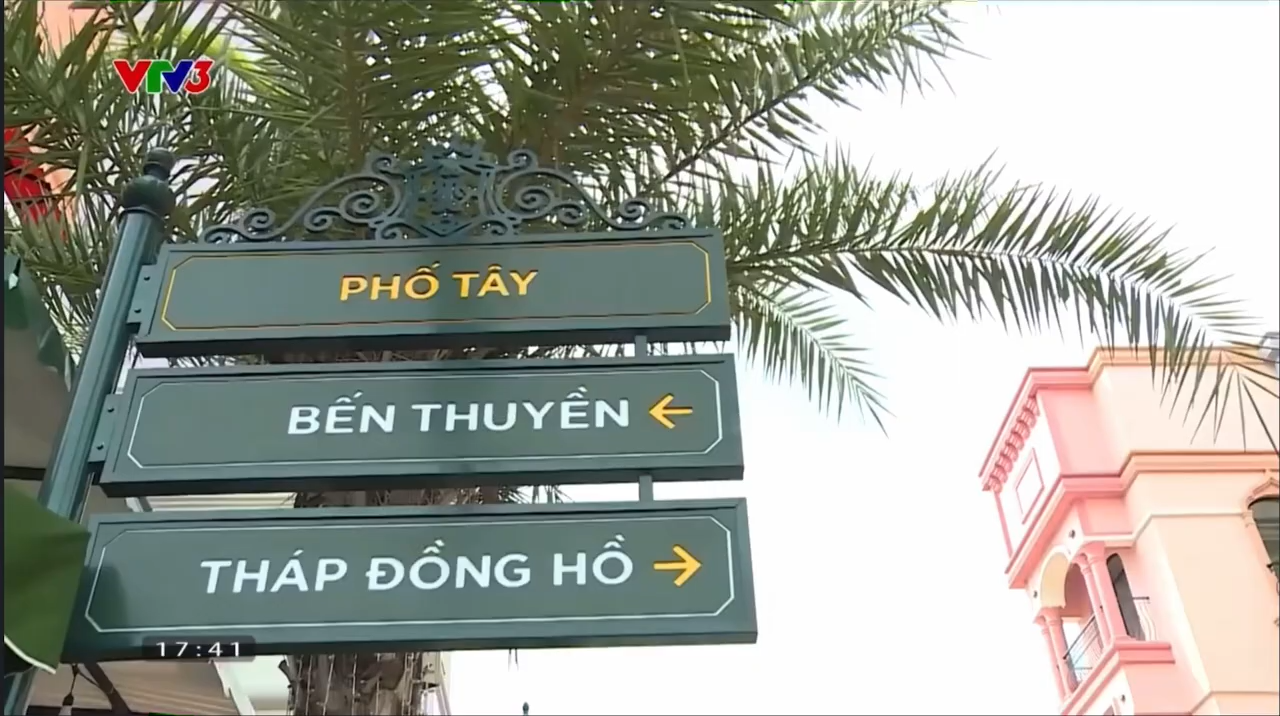 VTV3
PHỐ TÂY
BẾN THUYỀN ←
THÁP ĐỒNG HỒ →
17:41